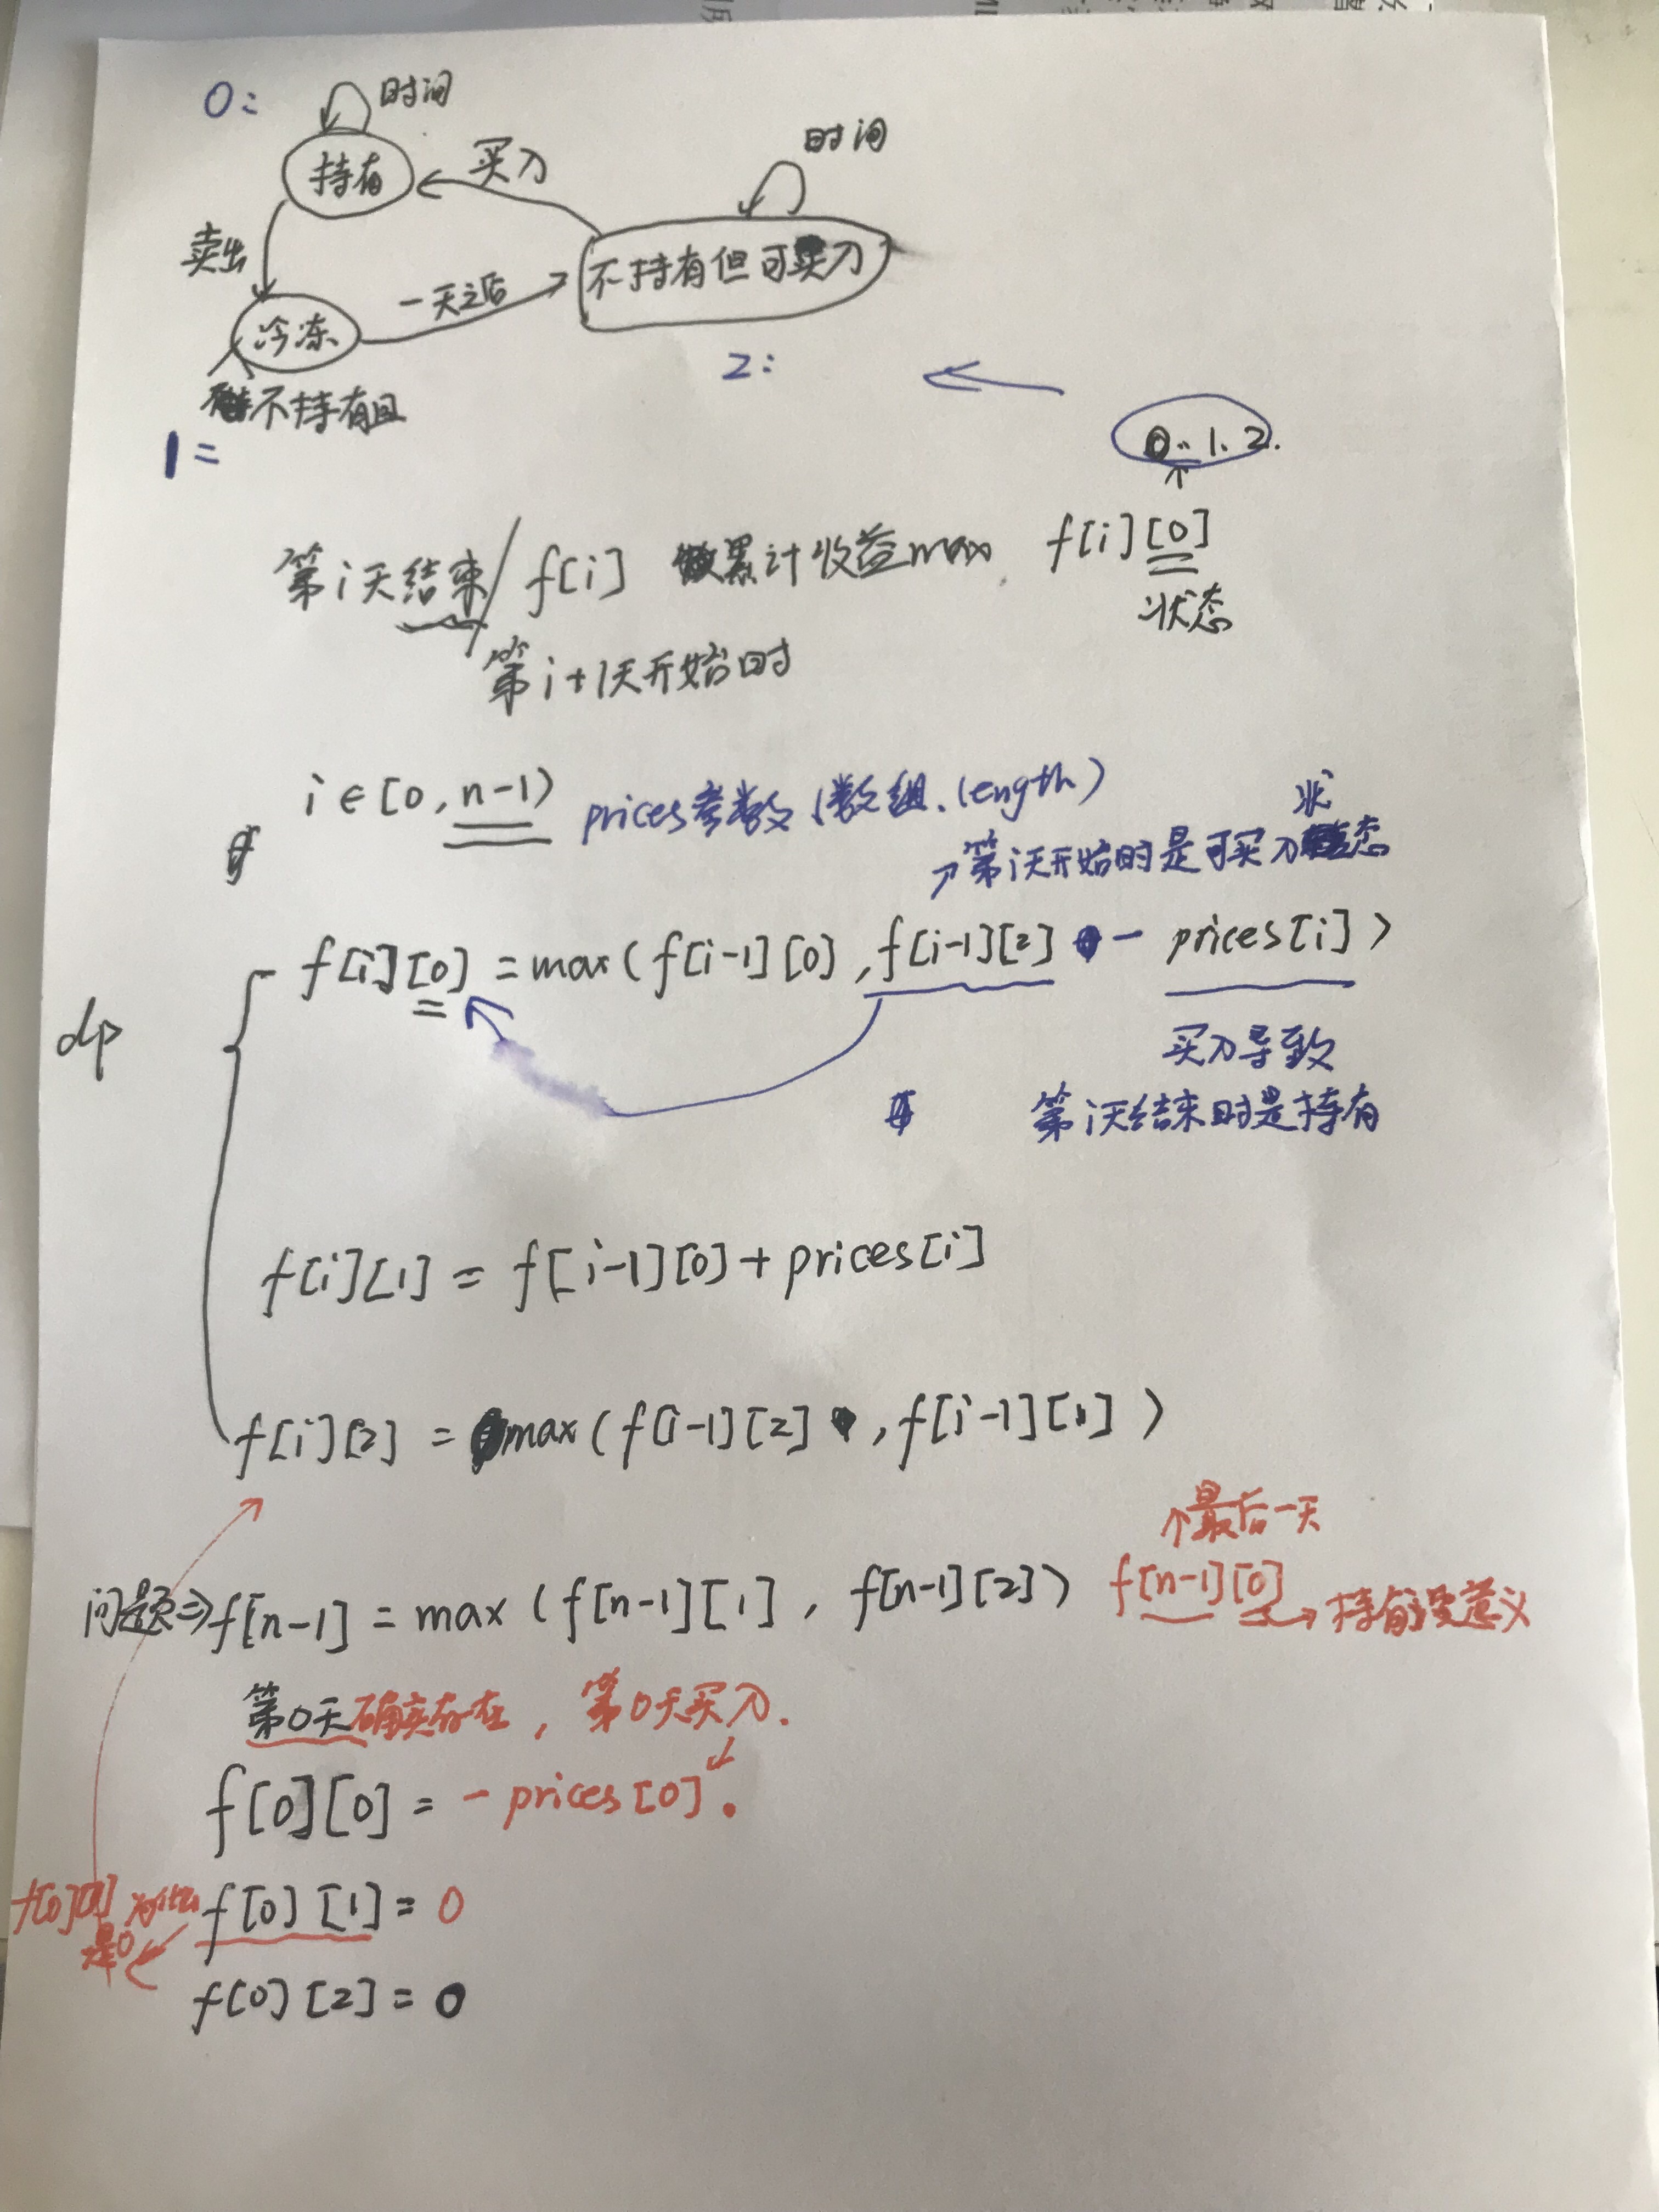 0:
时间
持有
买入
时间
卖出
一天之后
不持有但可买入
冷冻
2:
不持有且
1=
0.. 1. 2.
第i天结束/ f[i] 累计收益max f[i][0]
状态
第i+1天开始时
i∈[0, n-1) prices参数(数组.length)
第i天开始时是可买入状态
dp
f[i][0] = max(f[i-1][0], f[i-1][2] - prices[i])
买入导致
第i天结束时是持有
f[i][1] = f[i-1][0] + prices[i]
f[i][2] = max(f[i-1][2], f[i-1][1])
最后一天
问题⇒f[n-1] = max(f[n-1][1], f[n-1][2]) f[n-1][0] → 持有没意义
第0天确实存在, 第0天买入.
f[0][0] = - prices[0].
f[0][1] 为什么 f[0][1] = 0
是0
f[0][2] = 0